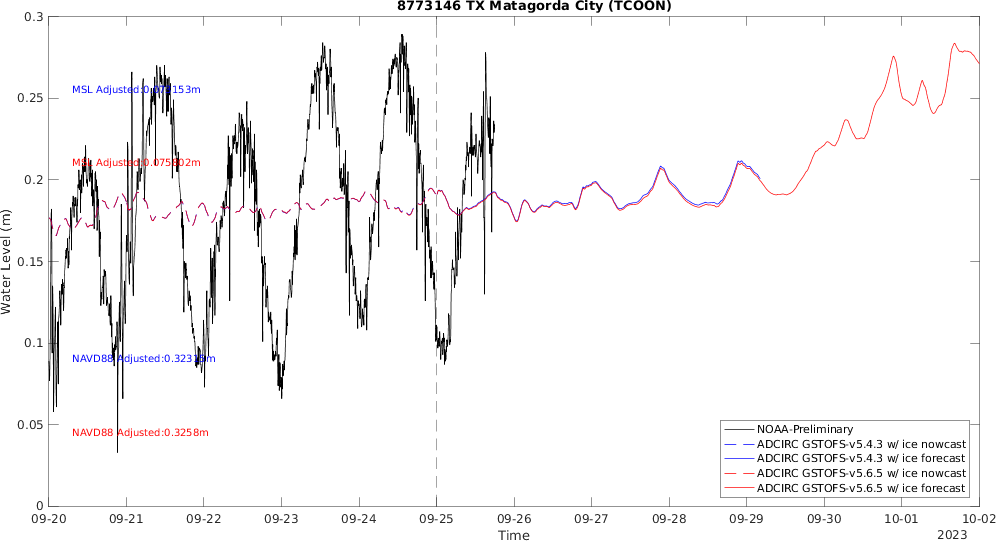 8773146 TX Matagorda City (TCOON)
0.3
0.25
0.2
0.15
0.1
0.05
0
Water Level (m)
MSL Adjusted:
MSL Adjusted:0.075802m
NAVD88 Adjusted:
NAVD88 Adjusted:0.3258m
NOAA-Preliminary
ADCIRC GSTOFS-v5.4.3 w/ ice nowcast
ADCIRC GSTOFS-v5.4.3 w/ ice forecast
ADCIRC GSTOFS-v5.6.5 w/ ice nowcast
ADCIRC GSTOFS-v5.6.5 w/ ice forecast
09-20 09-21 09-22 09-23 09-24 09-25 09-26 09-27 09-28 09-29 09-30 10-01 10-02
Time
2023